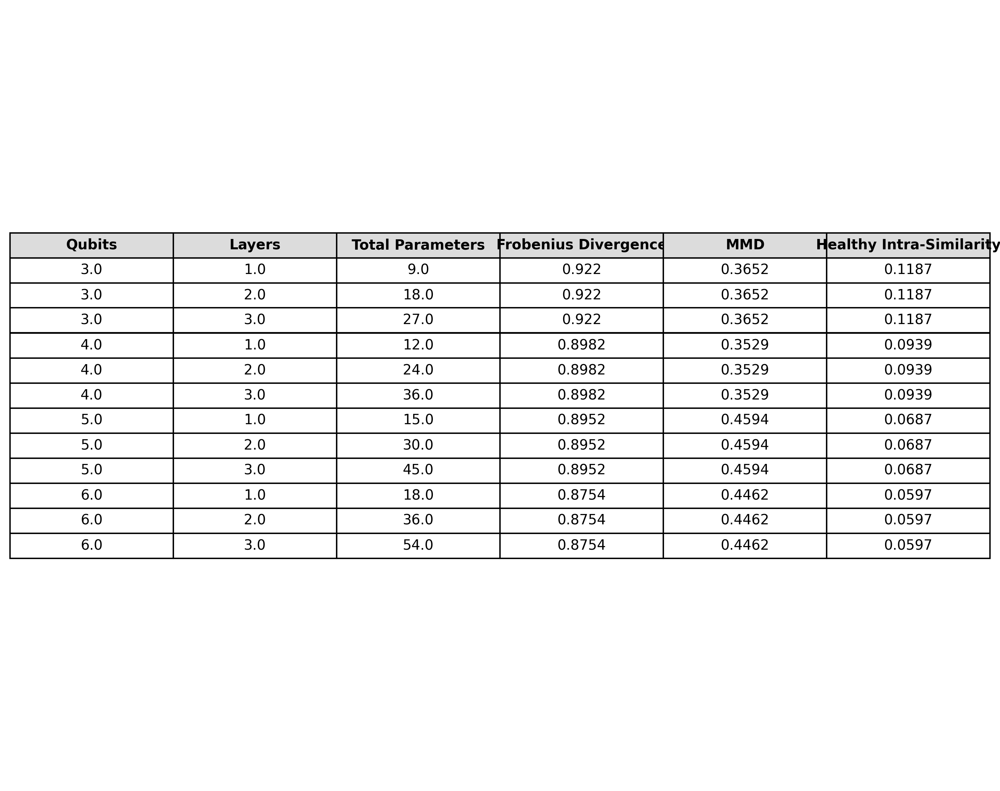 Qubits Layers Total Parameters Frobenius Divergence MMD Healthy Intra-Similarity
3.0 1.0 9.0 0.922 0.3652 0.1187
3.0 2.0 18.0 0.922 0.3652 0.1187
3.0 3.0 27.0 0.922 0.3652 0.1187
4.0 1.0 12.0 0.8982 0.3529 0.0939
4.0 2.0 24.0 0.8982 0.3529 0.0939
4.0 3.0 36.0 0.8982 0.3529 0.0939
5.0 1.0 15.0 0.8952 0.4594 0.0687
5.0 2.0 30.0 0.8952 0.4594 0.0687
5.0 3.0 45.0 0.8952 0.4594 0.0687
6.0 1.0 18.0 0.8754 0.4462 0.0597
6.0 2.0 36.0 0.8754 0.4462 0.0597
6.0 3.0 54.0 0.8754 0.4462 0.0597